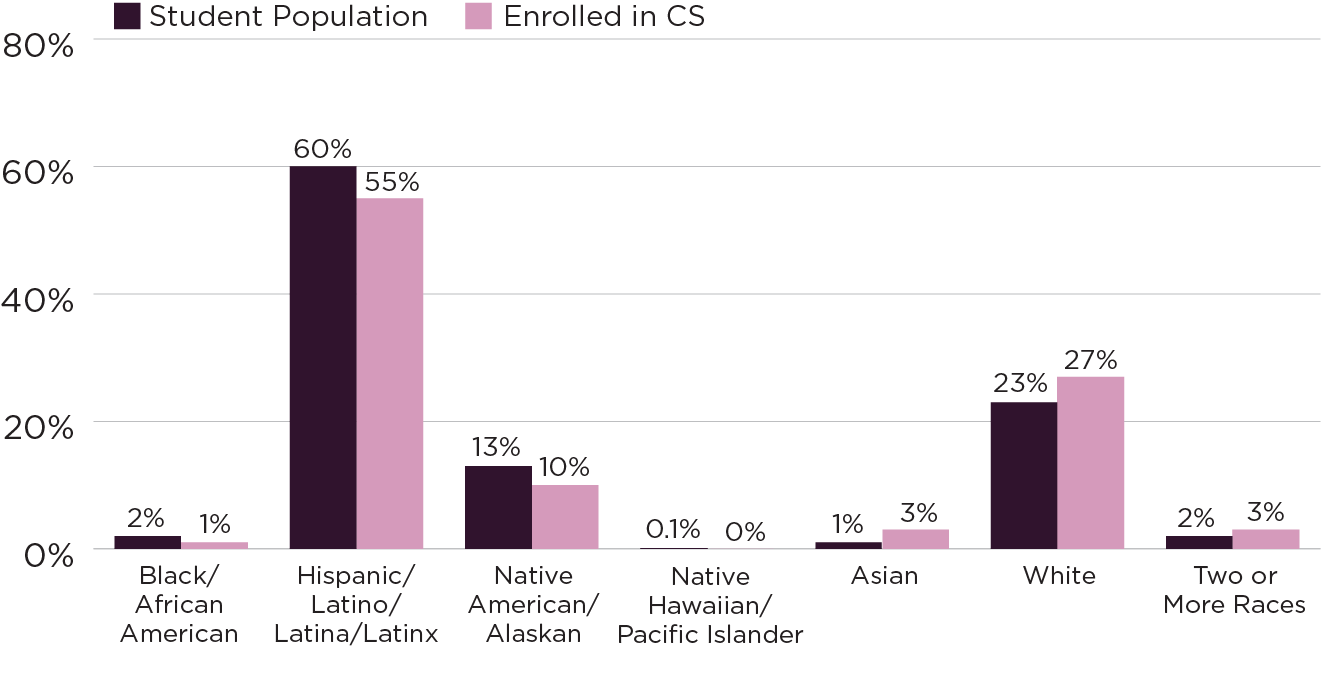 Student Population
Enrolled in CS
80%
60%
40%
20%
0%
2%
1%
60%
55%
13%
10%
0.1%
0%
1%
3%
23%
27%
2%
3%
Black/
African
American
Hispanic/
Latino/
Latina/Latinx
Native
American/
Alaskan
Native
Hawaiian/
Pacific Islander
Asian
White
Two or
More Races